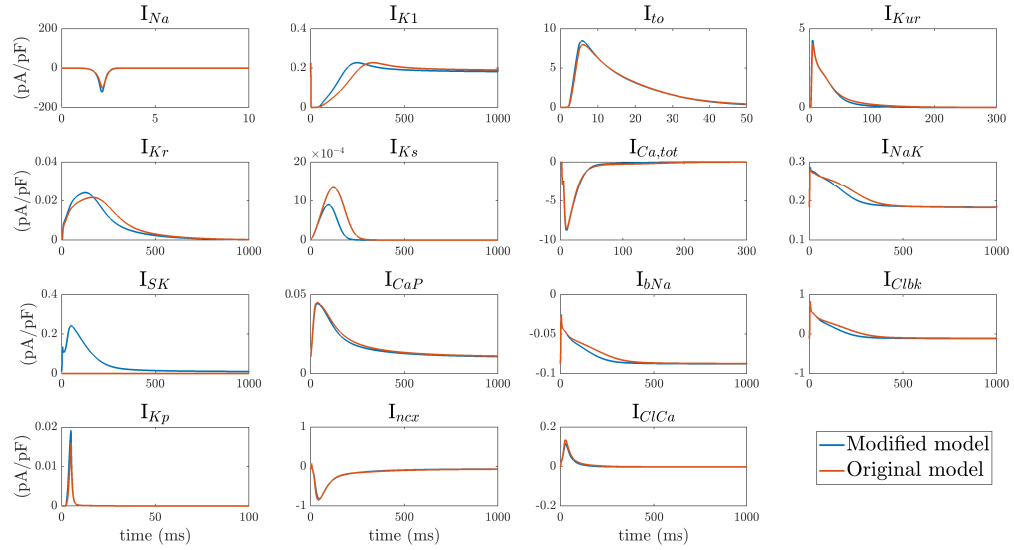 I_Na I_K1 I_to I_Kur
200 0.4 10 5
(pA/pF)
0 0.2 5
-200 0 0 0
0 5 10 0 500 1000 0 10 20 30 40 50 0 100 200 300
I_Kr I_Ks I_Ca,tot I_NaK
0.04 20 ×10^-4 0 0.3
(pA/pF)
0.02 10 -5 0.2
0 0 -10 0.1
0 500 1000 0 500 1000 0 100 200 300 0 500 1000
I_SK I_CaP I_bNa I_Clbk
0.4 0.05 0 1
(pA/pF)
0.2 -0.05 0
0 0 -0.1 -1
0 500 1000 0 500 1000 0 500 1000 0 500 1000
I_Kp I_ncx I_ClCa
0.02 1 0.2
(pA/pF)
0.01 0 0
0 -1 -0.2
0 50 100 0 500 1000 0 500 1000
time (ms) time (ms) time (ms)
Modified model
Original model